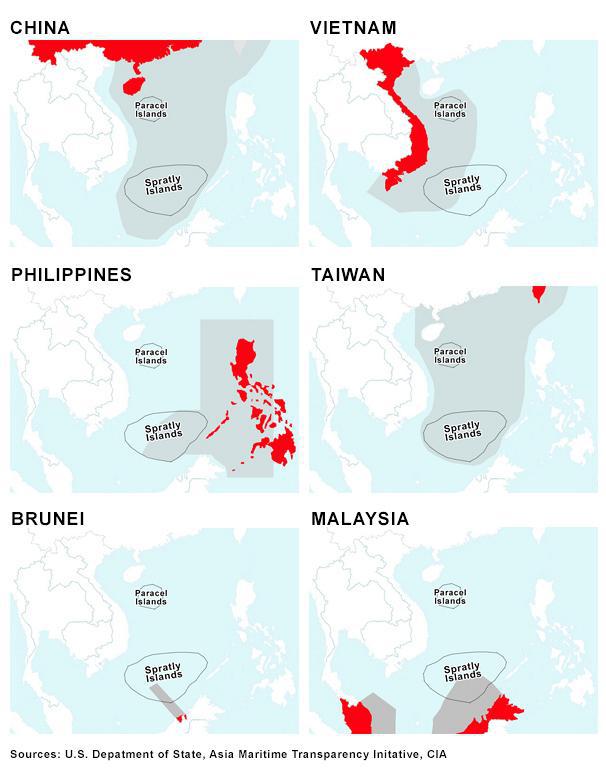 CHINA
VIETNAM
Paracel
Islands
Paracel
Islands
Spratly
Islands
Spratly
Islands
PHILIPPINES
TAIWAN
Paracel
Islands
Paracel
Islands
Spratly
Islands
Spratly
Islands
BRUNEI
MALAYSIA
Paracel
Islands
Paracel
Islands
Spratly
Islands
Spratly
Islands
Sources: U.S. Depatment of State, Asia Maritime Transparency Initative, CIA